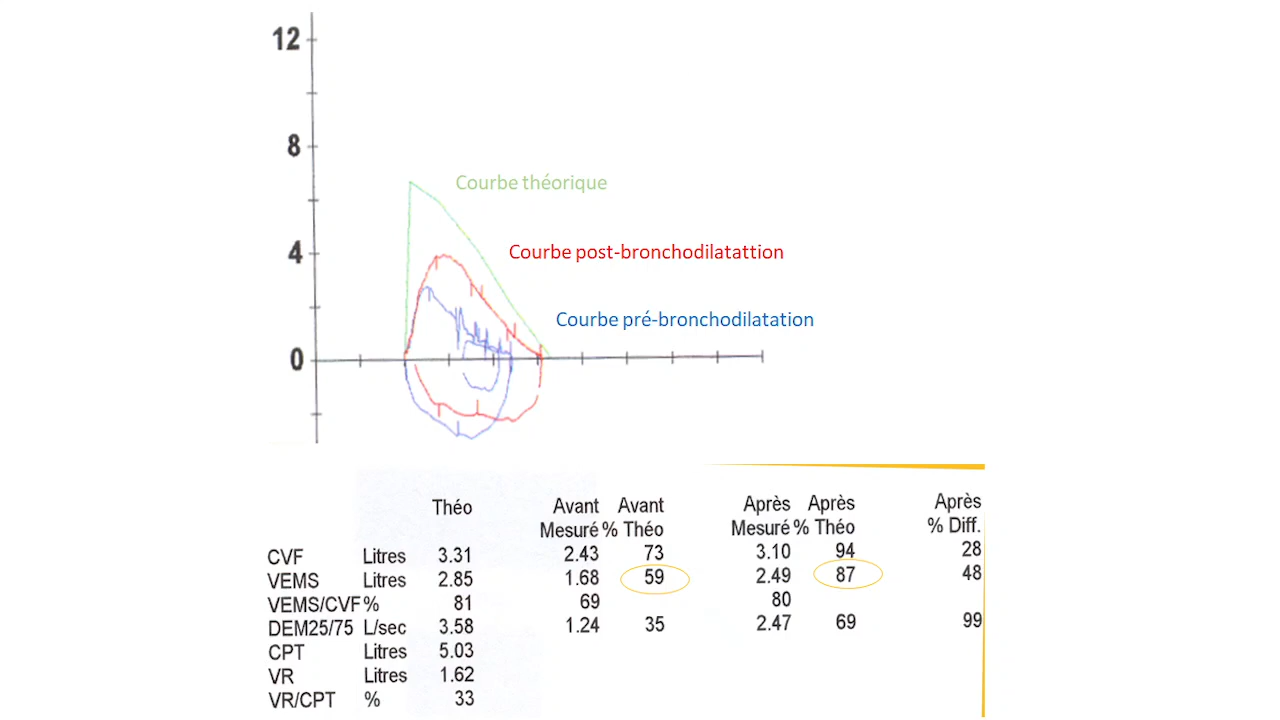 12
8
Courbe théorique
4
Courbe post-bronchodilatattion
Courbe pré-bronchodilatation
0
Théo Avant Avant Après Après Après
Mesuré % Théo Mesuré % Théo % Diff.
CVF Litres 3.31 2.43 73 3.10 94 28
VEMS Litres 2.85 1.68 59 2.49 87 48
VEMS/CVF % 81 69 80
DEM25/75 L/sec 3.58 1.24 35 2.47 69 99
CPT Litres 5.03
VR Litres 1.62
VR/CPT % 33